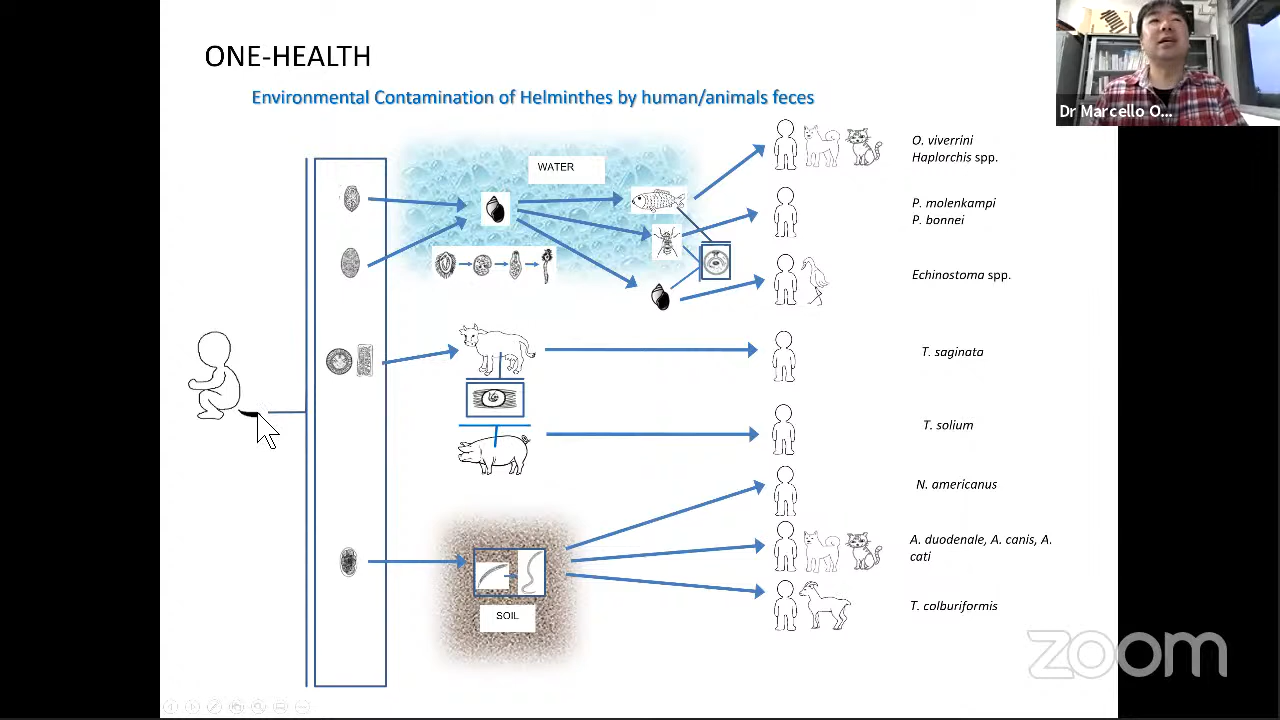 ONE-HEALTH
Environmental Contamination of Helminthes by human/animals feces
Dr Marcello O...
WATER
O. viverrini
Haplorchis spp.
P. molenkampi
P. bonnei
Echinostoma spp.
T. saginata
T. solium
N. americanus
A. duodenale, A. canis, A.
cati
T. colburiformis
SOIL
zoom